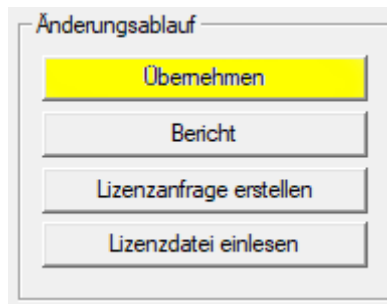 Änderungsablauf
Übernehmen
Bericht
Lizenzanfrage erstellen
Lizenzdatei einlesen